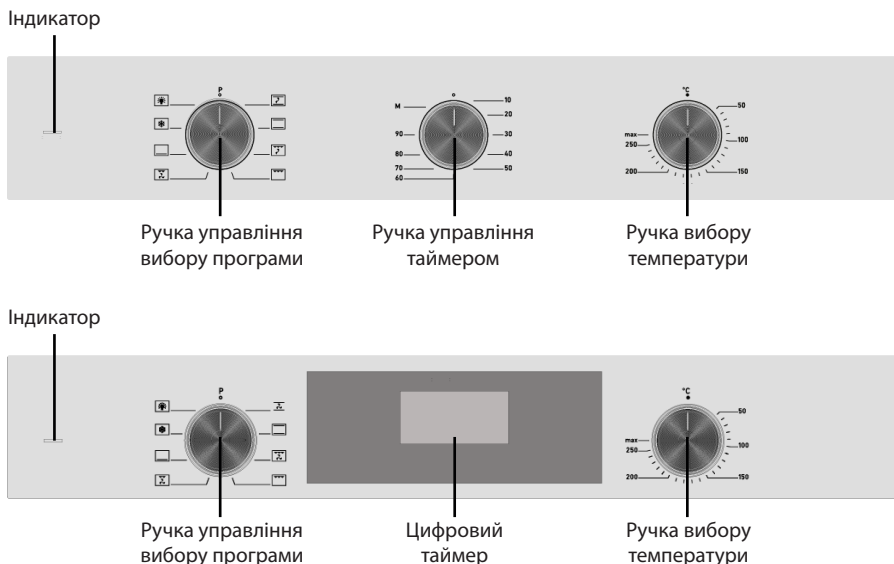 Індикатор
P
M
10
20
30
40
50
60
70
80
90
°C
50
100
150
200
250
max
Ручка управління
вибору програми
Ручка управління
таймером
Ручка вибору
температури
Індикатор
P
°C
50
100
150
200
250
max
Ручка управління
вибору програми
Цифровий
таймер
Ручка вибору
температури